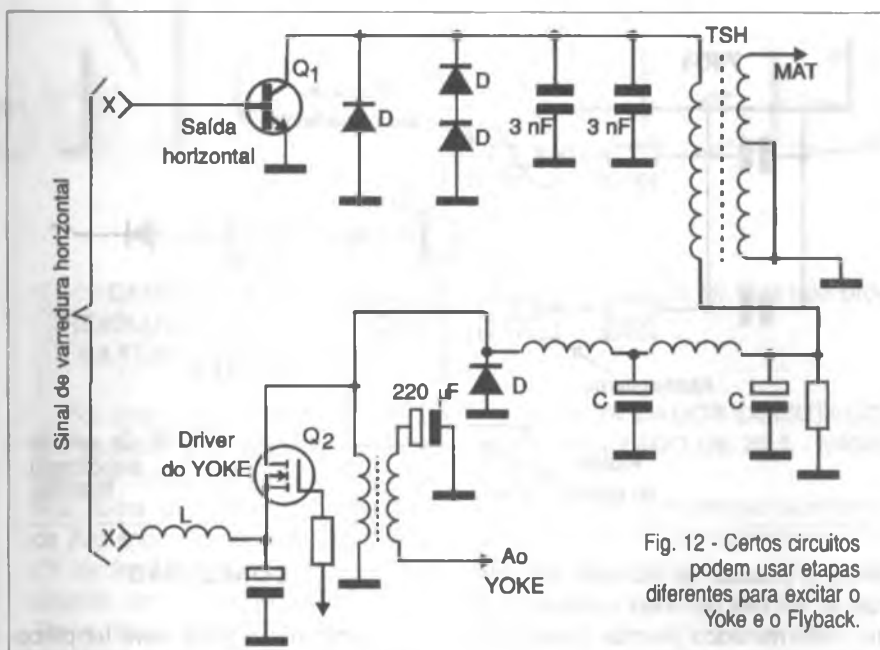 TSH
MAT
Q1
X
D
D
D
3 nF
3 nF
Saída
horizontal
Sinal de varredura horizontal
220 µF
D
C
C
Driver
do YOKE
Q2
X
L
Ao
YOKE
Fig. 12 - Certos circuitos
podem usar etapas
diferentes para excitar o
Yoke e o Flyback.